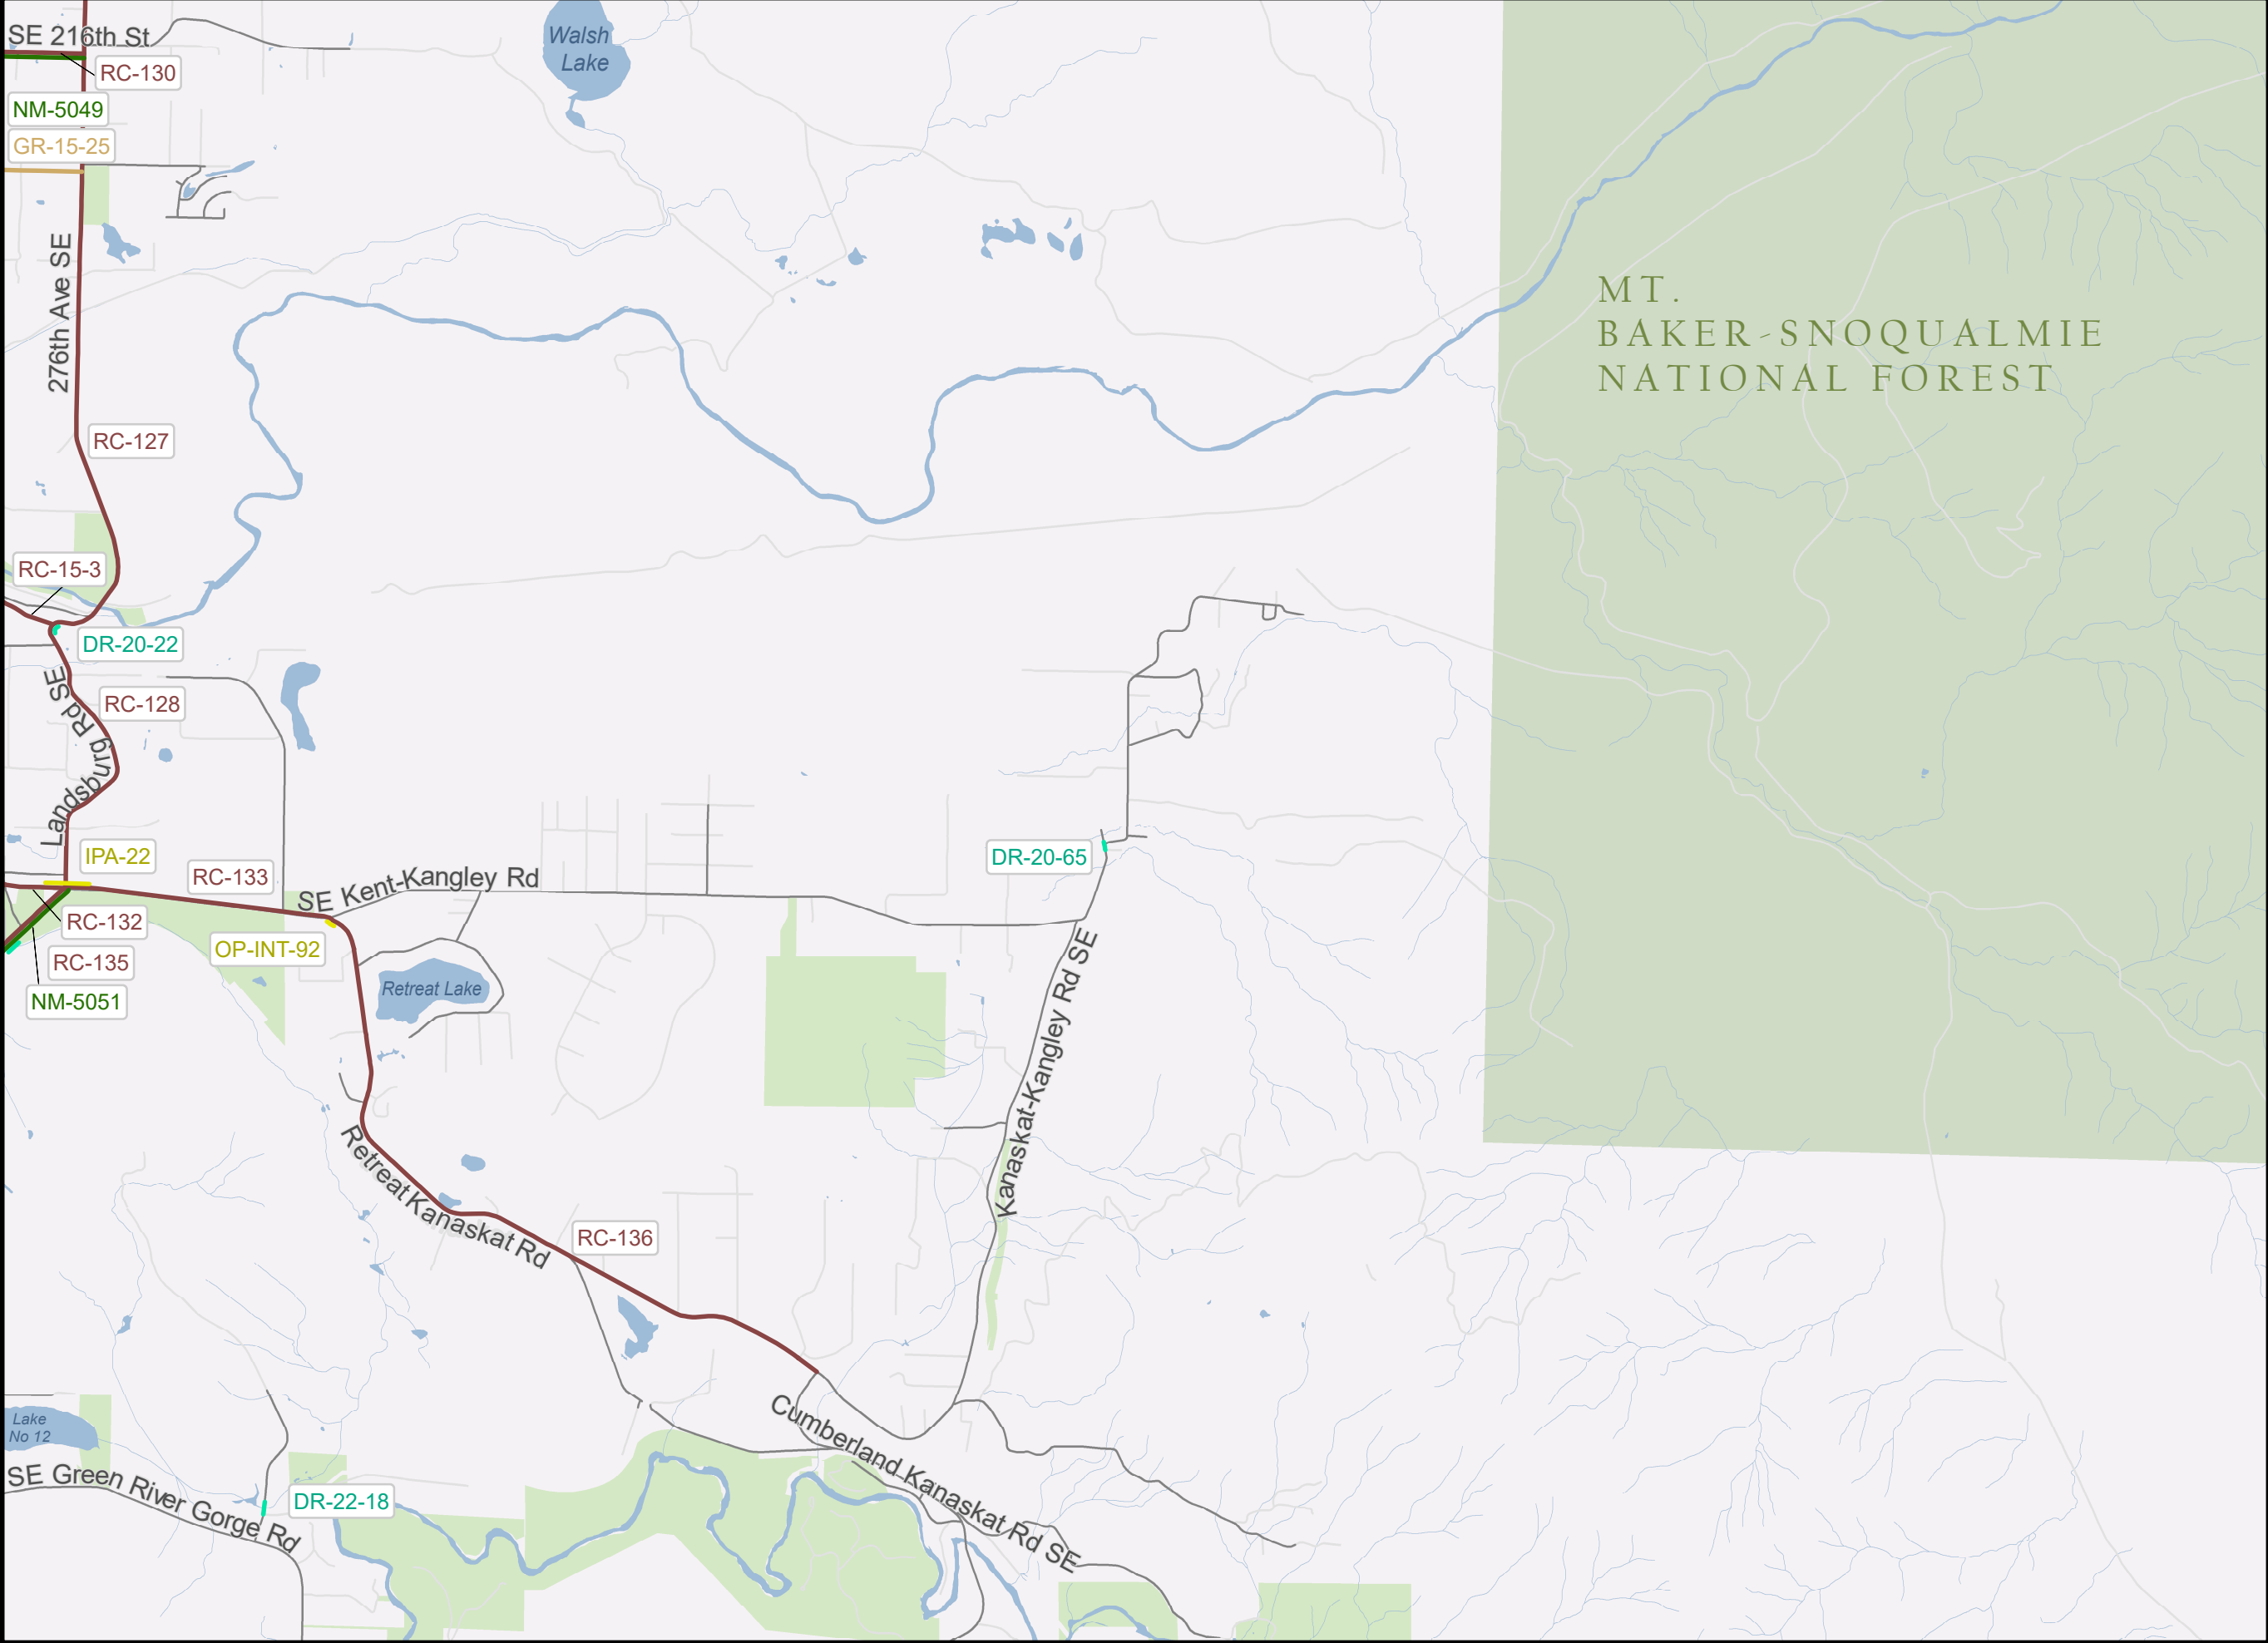 SE 216th St
Walsh
Lake
RC-130
NM-5049
GR-15-25
276th Ave SE
MT.
BAKER-SNOQUALMIE
NATIONAL FOREST
RC-127
RC-15-3
DR-20-22
RC-128
Landsburg Rd SE
IPA-22
DR-20-65
RC-133
SE Kent-Kangley Rd
RC-132
OP-INT-92
RC-135
Retreat Lake
NM-5051
Kanaskat-Kangley Rd SE
Retreat Kanaskat Rd
RC-136
Cumberland Kanaskat Rd SE
Lake
No 12
SE Green River Gorge Rd
DR-22-18